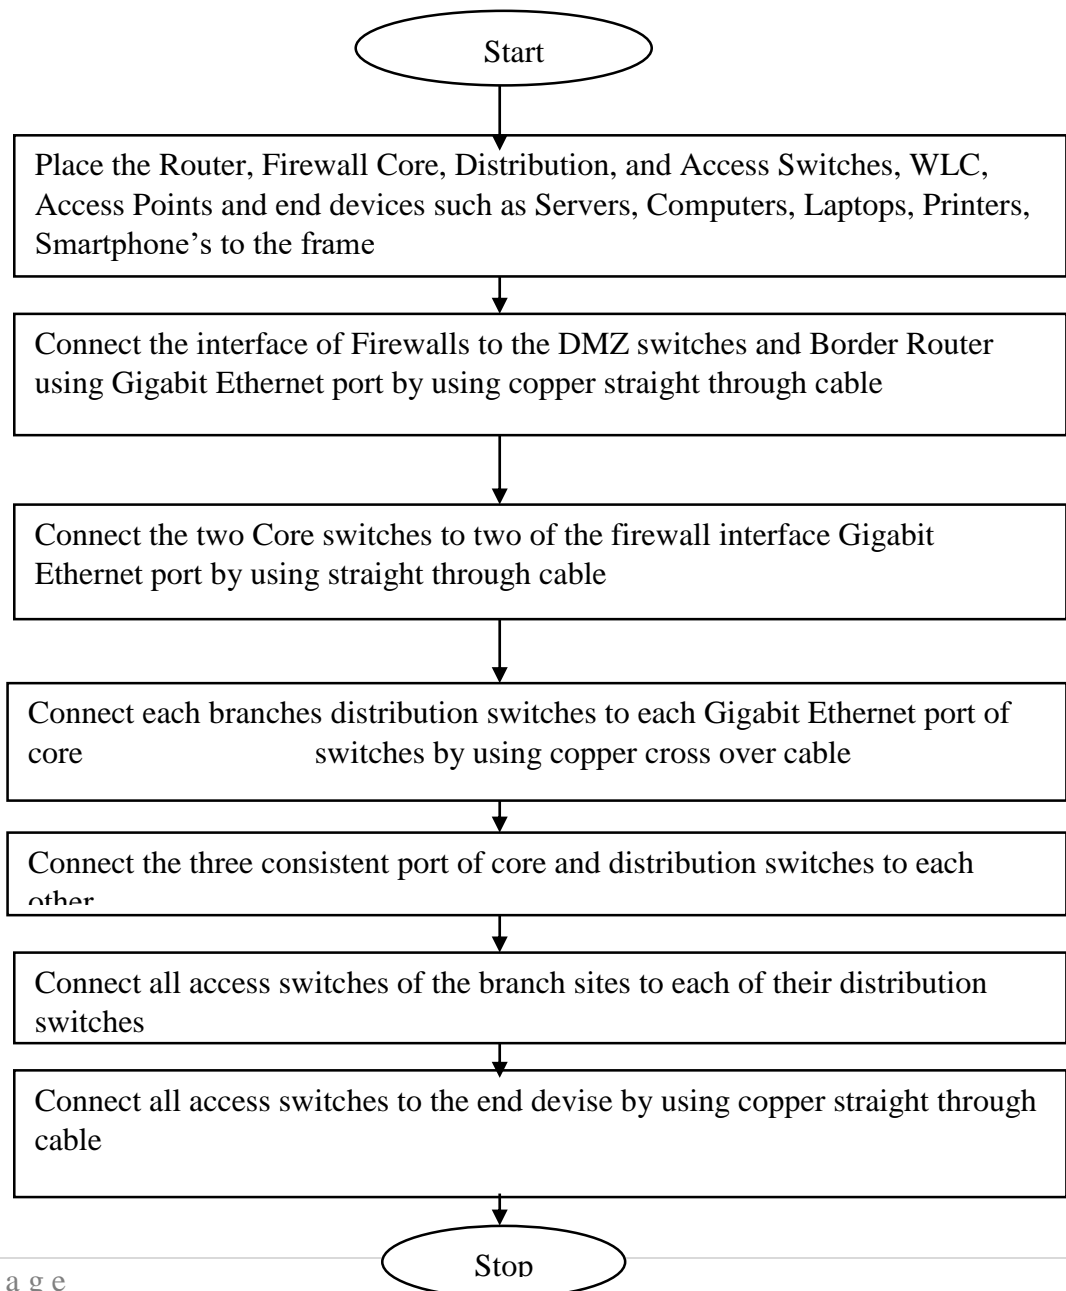 Start
Place the Router, Firewall Core, Distribution, and Access Switches, WLC,
Access Points and end devices such as Servers, Computers, Laptops, Printers,
Smartphone’s to the frame
Connect the interface of Firewalls to the DMZ switches and Border Router
using Gigabit Ethernet port by using copper straight through cable
Connect the two Core switches to two of the firewall interface Gigabit
Ethernet port by using straight through cable
Connect each branches distribution switches to each Gigabit Ethernet port of
core switches by using copper cross over cable
Connect the three consistent port of core and distribution switches to each
other
Connect all access switches of the branch sites to each of their distribution
switches
Connect all access switches to the end devise by using copper straight through
cable
Stop
a g e